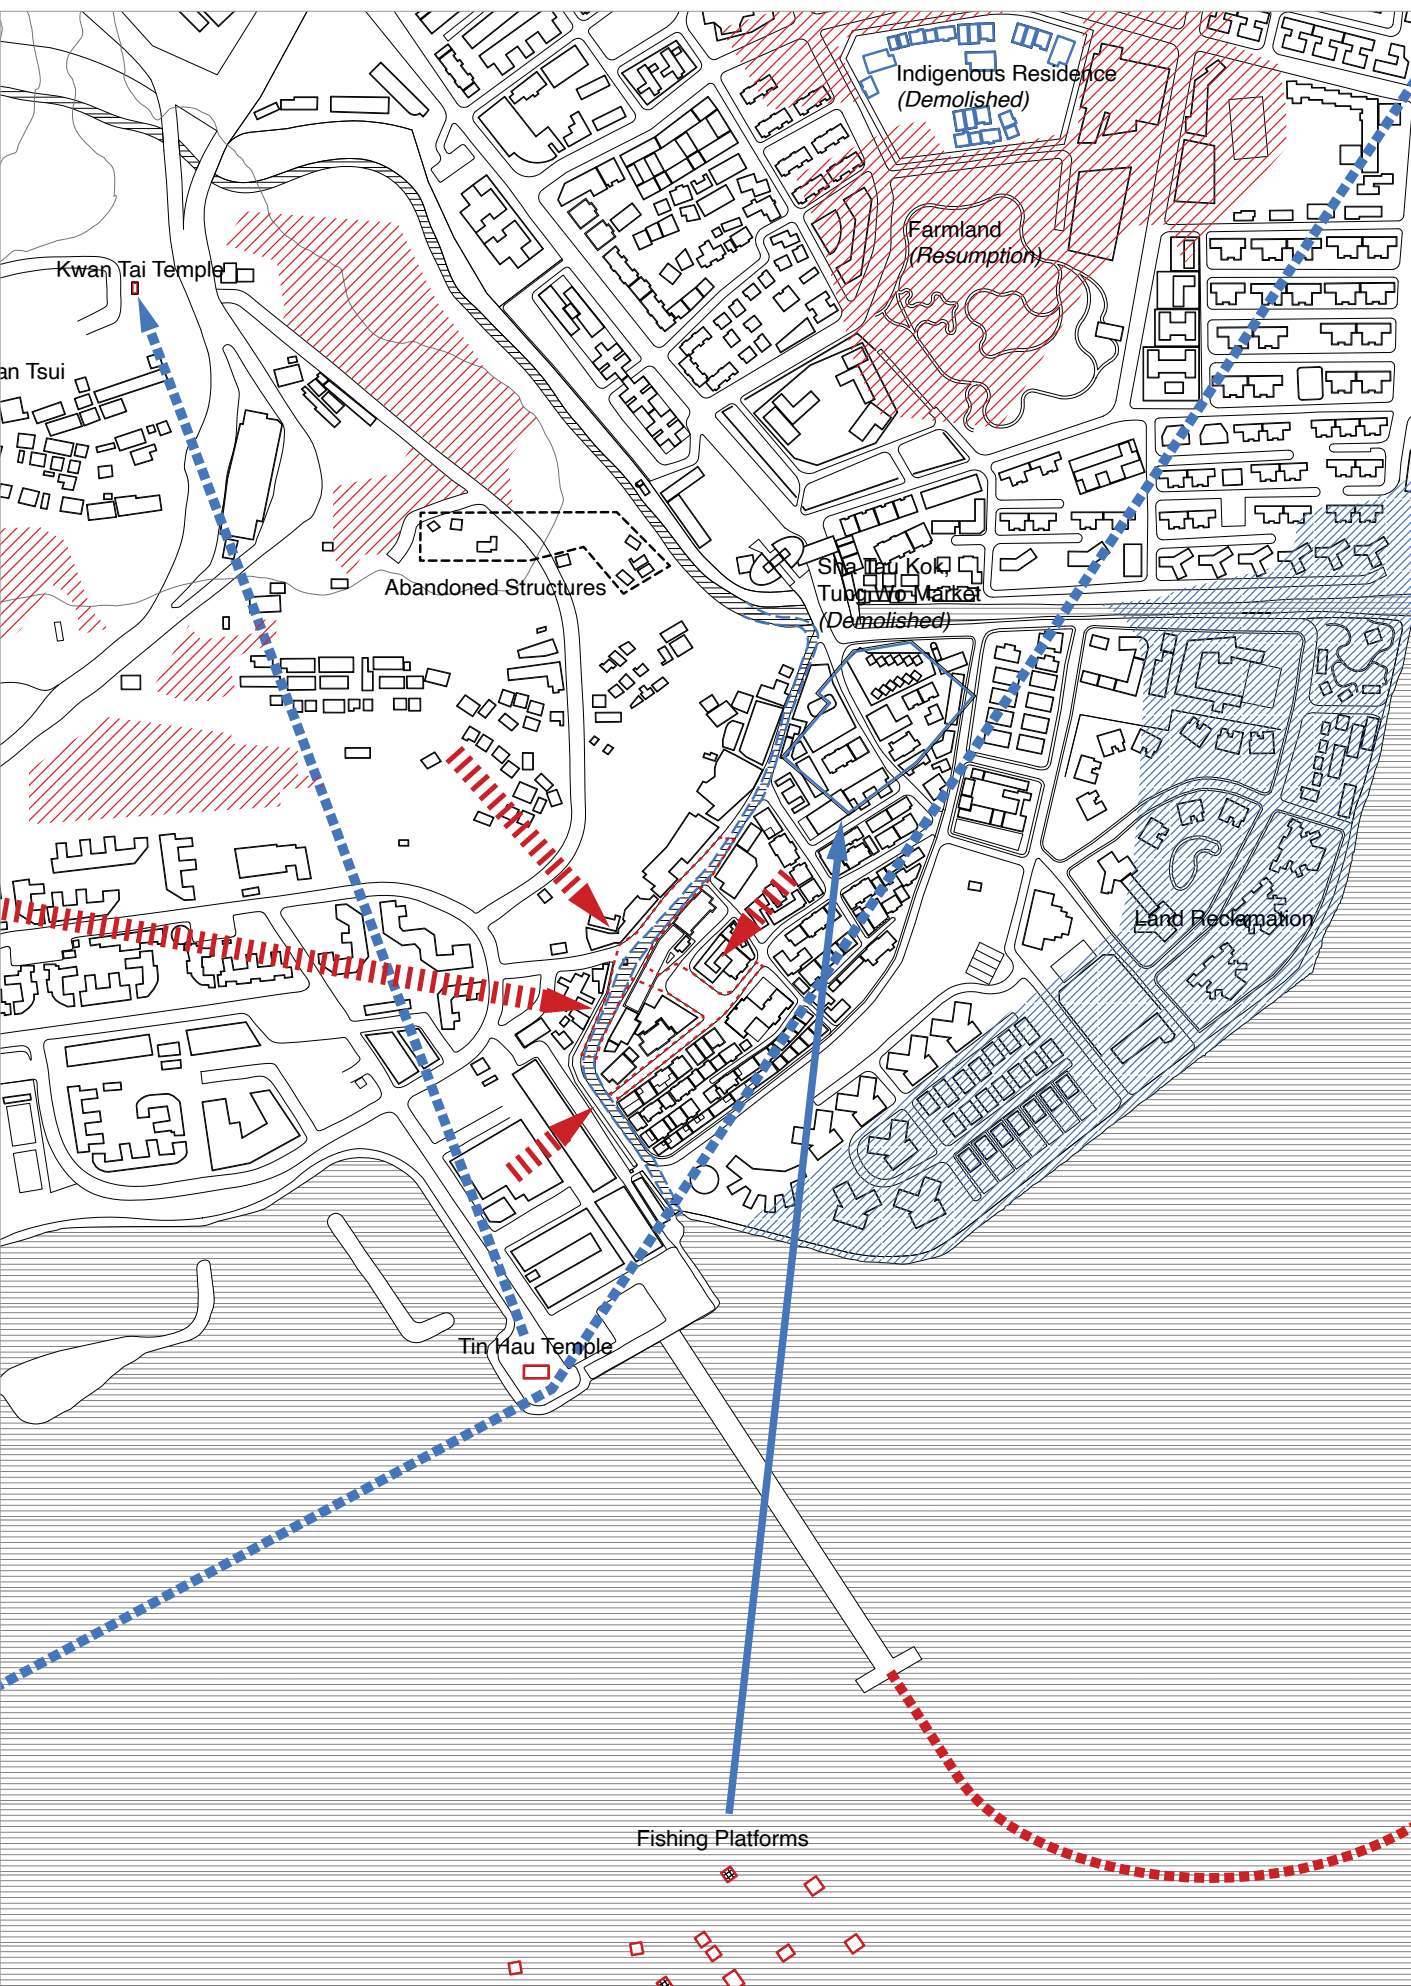 Indigenous Residence
(Demolished)
Farmland
(Resumption)
Kwan Tai Temple
an Tsui
Abandoned Structures
Sha Tau Kok,
Tung Wo Market
(Demolished)
Land Reclamation
Tin Hau Temple
Fishing Platforms